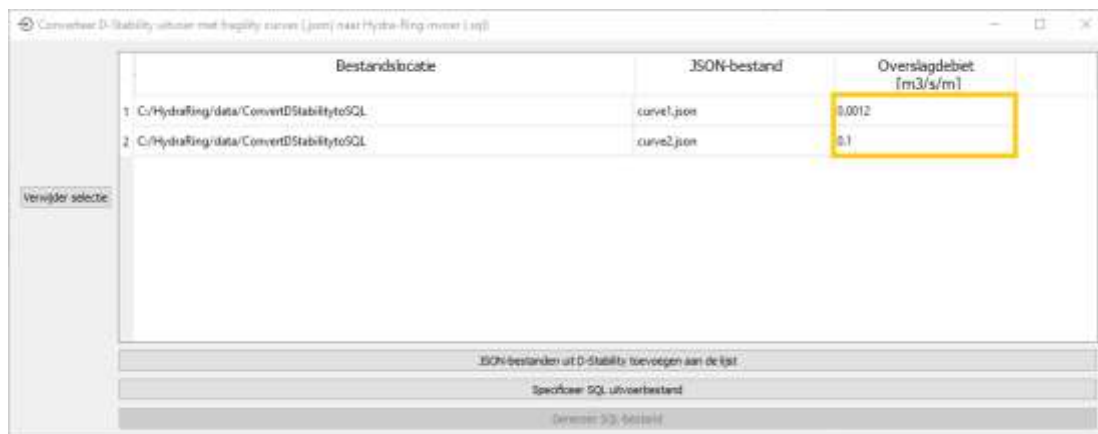 Converteer D-Stability uitvoer met fragility curves (.json) naar Hydra-Ring invoer (.sql)
Bestandslocatie JSON-bestand Overslagdebiet
[m3/s/m]
1 C:/HydraRing/data/ConvertDStabilitytoSQL curve1.json 0.0012
2 C:/HydraRing/data/ConvertDStabilitytoSQL curve2.json 0.1
Verwijder selectie
JSON-bestanden uit D-Stability toevoegen aan de lijst
Specificeer SQL uitvoerbestand
Genereer SQL-bestand